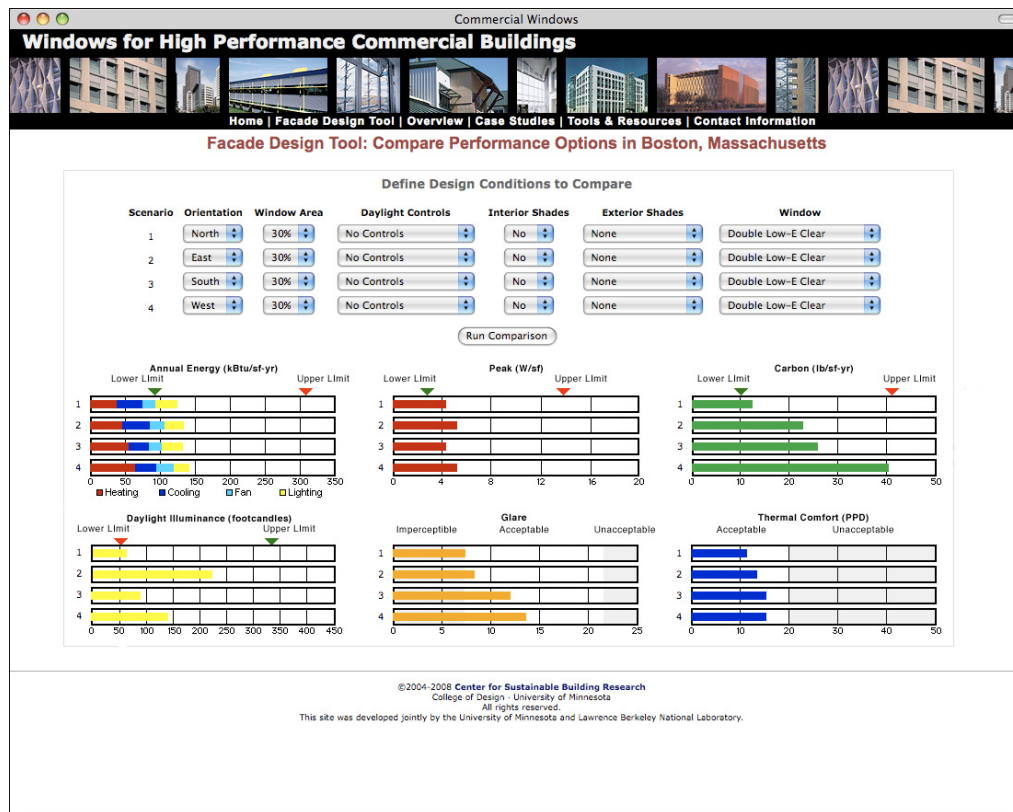 Commercial Windows
Windows for High Performance Commercial Buildings
Home | Facade Design Tool | Overview | Case Studies | Tools & Resources | Contact Information
Facade Design Tool: Compare Performance Options in Boston, Massachusetts
Define Design Conditions to Compare
Scenario Orientation Window Area Daylight Controls Interior Shades Exterior Shades Window
1 North 30% No Controls No None Double Low-E Clear
2 East 30% No Controls No None Double Low-E Clear
3 South 30% No Controls No None Double Low-E Clear
4 West 30% No Controls No None Double Low-E Clear
Run Comparison
Annual Energy (kBtu/sf-yr)
Lower LImit Upper LImit
1
2
3
4
0 50 100 150 200 250 300 350
Heating Cooling Fan Lighting
Peak (W/sf)
Lower LImit Upper LImit
1
2
3
4
0 4 8 12 16 20
Carbon (lb/sf-yr)
Lower LImit Upper LImit
1
2
3
4
0 10 20 30 40 50
Daylight Illuminance (footcandles)
Lower LImit Upper LImit
1
2
3
4
0 50 100 150 200 250 300 350 400 450
Glare
Imperceptible Acceptable Unacceptable
1
2
3
4
0 5 10 15 20 25
Thermal Comfort (PPD)
Acceptable Unacceptable
1
2
3
4
0 10 20 30 40 50
©2004-2008 Center for Sustainable Building Research
College of Design - University of Minnesota
All rights reserved.
This site was developed jointly by the University of Minnesota and Lawrence Berkeley National Laboratory.